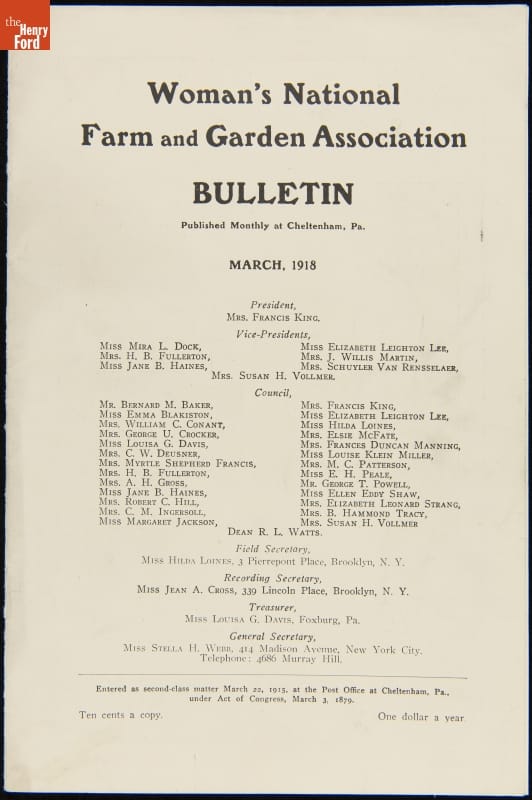 the
Henry
Ford
Woman's National
Farm and Garden Association
BULLETIN
Published Monthly at Cheltenham, Pa.
MARCH, 1918
President,
Mrs. Francis King.
Vice-Presidents,
Miss Mira L. Dock, Miss Elizabeth Leighton Lee,
Mrs. H. B. Fullerton, Mrs. J. Willis Martin,
Miss Jane B. Haines, Mrs. Schuyler Van Rensselaer,
Mrs. Susan H. Vollmer.
Council,
Mr. Bernard M. Baker, Mrs. Francis King,
Miss Emma Blakiston, Miss Elizabeth Leighton Lee,
Mrs. William C. Conant, Miss Hilda Loines,
Mrs. George U. Crocker, Mrs. Elsie McFate,
Miss Louisa G. Davis, Mrs. Frances Duncan Manning,
Mrs. C. W. Deusner, Miss Louise Klein Miller,
Mrs. Myrtle Shepherd Francis, Mrs. M. C. Patterson,
Mrs. H. B. Fullerton, Miss E. H. Peale,
Mrs. A. H. Gross, Mr. George T. Powell,
Miss Jane B. Haines, Miss Ellen Eddy Shaw,
Mrs. Robert C. Hill, Mrs. Elizabeth Leonard Strang,
Mrs. C. M. Ingersoll, Mrs. B. Hammond Tracy,
Miss Margaret Jackson, Mrs. Susan H. Vollmer
Dean R. L. Watts.
Field Secretary,
Miss Hilda Loines, 3 Pierrepont Place, Brooklyn, N. Y.
Recording Secretary,
Miss Jean A. Cross, 339 Lincoln Place, Brooklyn, N. Y.
Treasurer,
Miss Louisa G. Davis, Foxburg, Pa.
General Secretary,
Miss Stella H. Webb, 414 Madison Avenue, New York City.
Telephone: 4686 Murray Hill.
Entered as second-class matter March 22, 1915, at the Post Office at Cheltenham, Pa.,
under Act of Congress, March 3, 1879.
Ten cents a copy. One dollar a year.